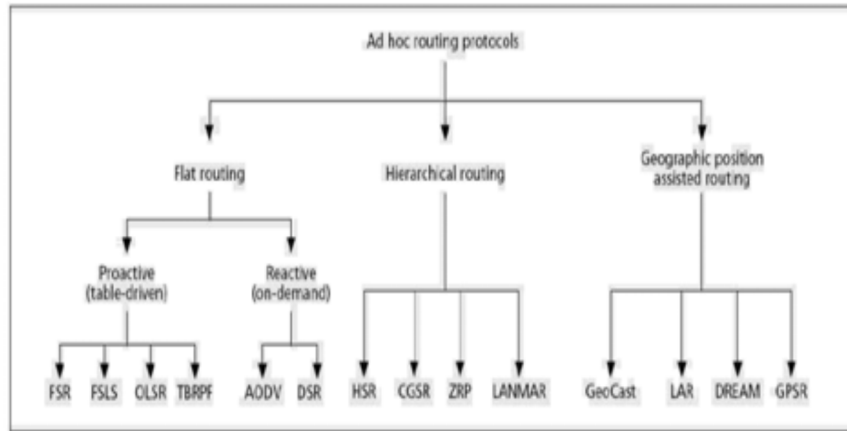 Ad hoc routing protocols
Flat routing
Hierarchical routing
Geographic position
assisted routing
Proactive
(table-driven)
Reactive
(on-demand)
FSR FSLS OLSR TBRPF AODV DSR HSR CGSR ZRP LANMAR GeoCast LAR DREAM GPSR